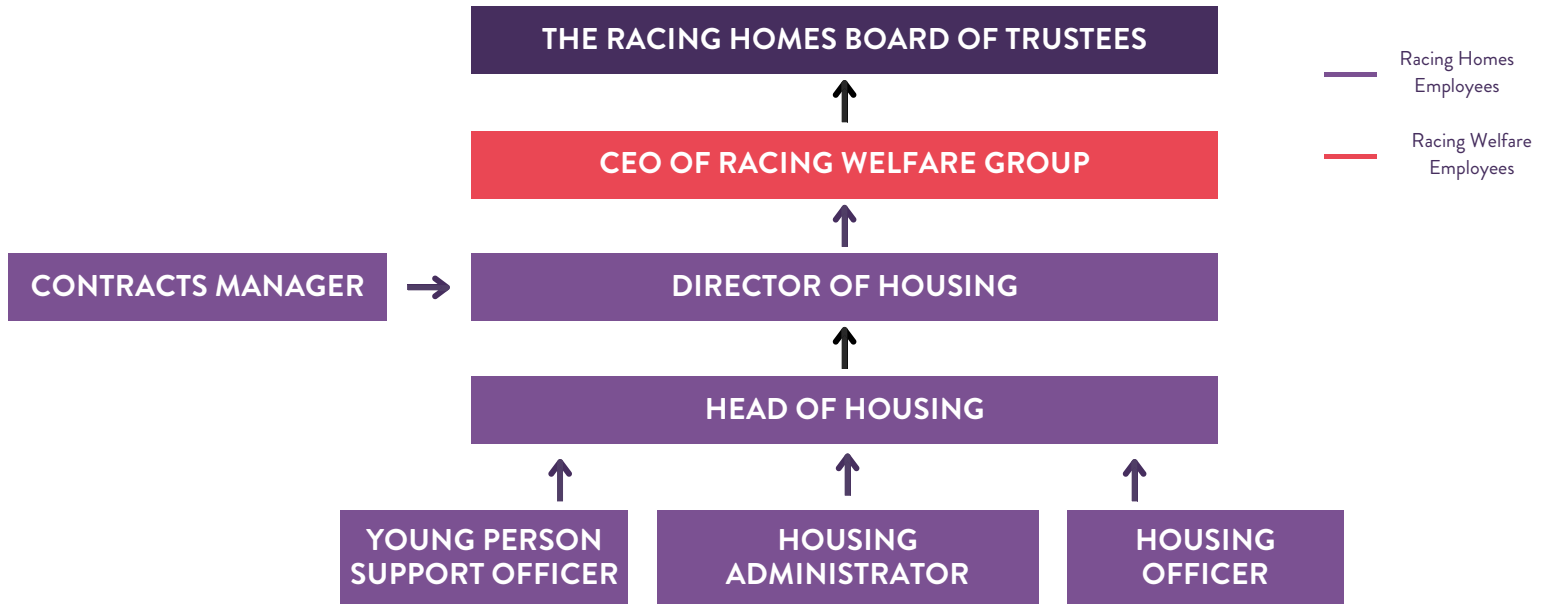 THE RACING HOMES BOARD OF TRUSTEES
Racing Homes
Employees
CEO OF RACING WELFARE GROUP
Racing Welfare
Employees
CONTRACTS MANAGER
DIRECTOR OF HOUSING
HEAD OF HOUSING
YOUNG PERSON
SUPPORT OFFICER
HOUSING
ADMINISTRATOR
HOUSING
OFFICER